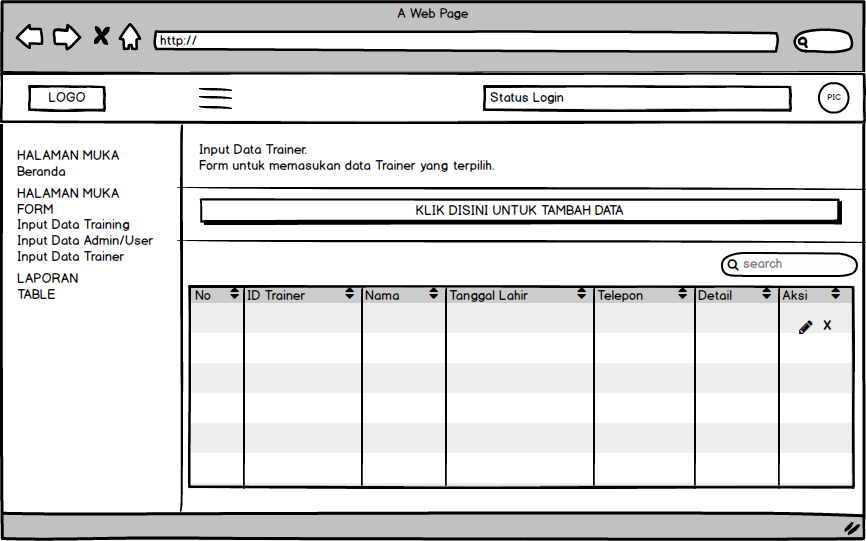 A Web Page
http://
LOGO
Status Login
PIC
HALAMAN MUKA
Beranda
HALAMAN MUKA
FORM
Input Data Training
Input Data Admin/User
Input Data Trainer
LAPORAN
TABLE
Input Data Trainer.
Form untuk memasukan data Trainer yang terpilih.
KLIK DISINI UNTUK TAMBAH DATA
search
No ID Trainer Nama Tanggal Lahir Telepon Detail Aksi
X